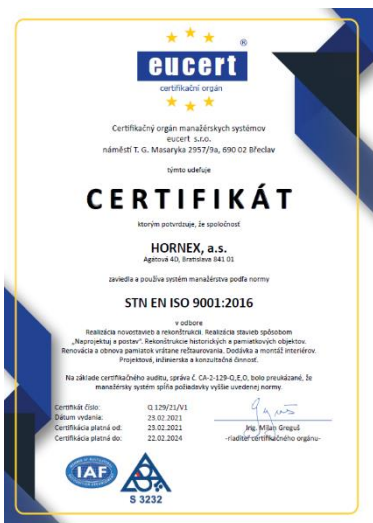 eucert ®
certifikační orgán
Certifikačný orgán manažérskych systémov
eucert s.r.o.
náměstí T. G. Masaryka 2957/9a, 690 02 Břeclav
týmto udeľuje
CERTIFIKÁT
ktorým potvrdzuje, že spoločnosť
HORNEX, a.s.
Agátová 4D, Bratislava 841 01
zaviedla a používa systém manažérstva podľa normy
STN EN ISO 9001:2016
v odbore
Realizácia novostavieb a rekonštrukcií. Realizácia stavieb spôsobom
„Naprojektuj a postav“. Rekonštrukcie historických a pamiatkových objektov.
Renovácia a obnova pamiatok vrátane reštaurovania. Dodávka a montáž interiérov.
Projektová, inžinierska a konzultačná činnosť.
Na základe certifikačného auditu, správa č. CA-2-129-Q,E,O, bolo preukázané, že
manažérsky systém spĺňa požiadavky vyššie uvedenej normy.
Certifikát číslo: Q 129/21/V1
Dátum vydania: 23.02.2021
Certifikácia platná od: 23.02.2021
Certifikácia platná do: 22.02.2024
Ing. Milan Greguš
-riaditeľ certifikačného orgánu-
IAF
S 3232